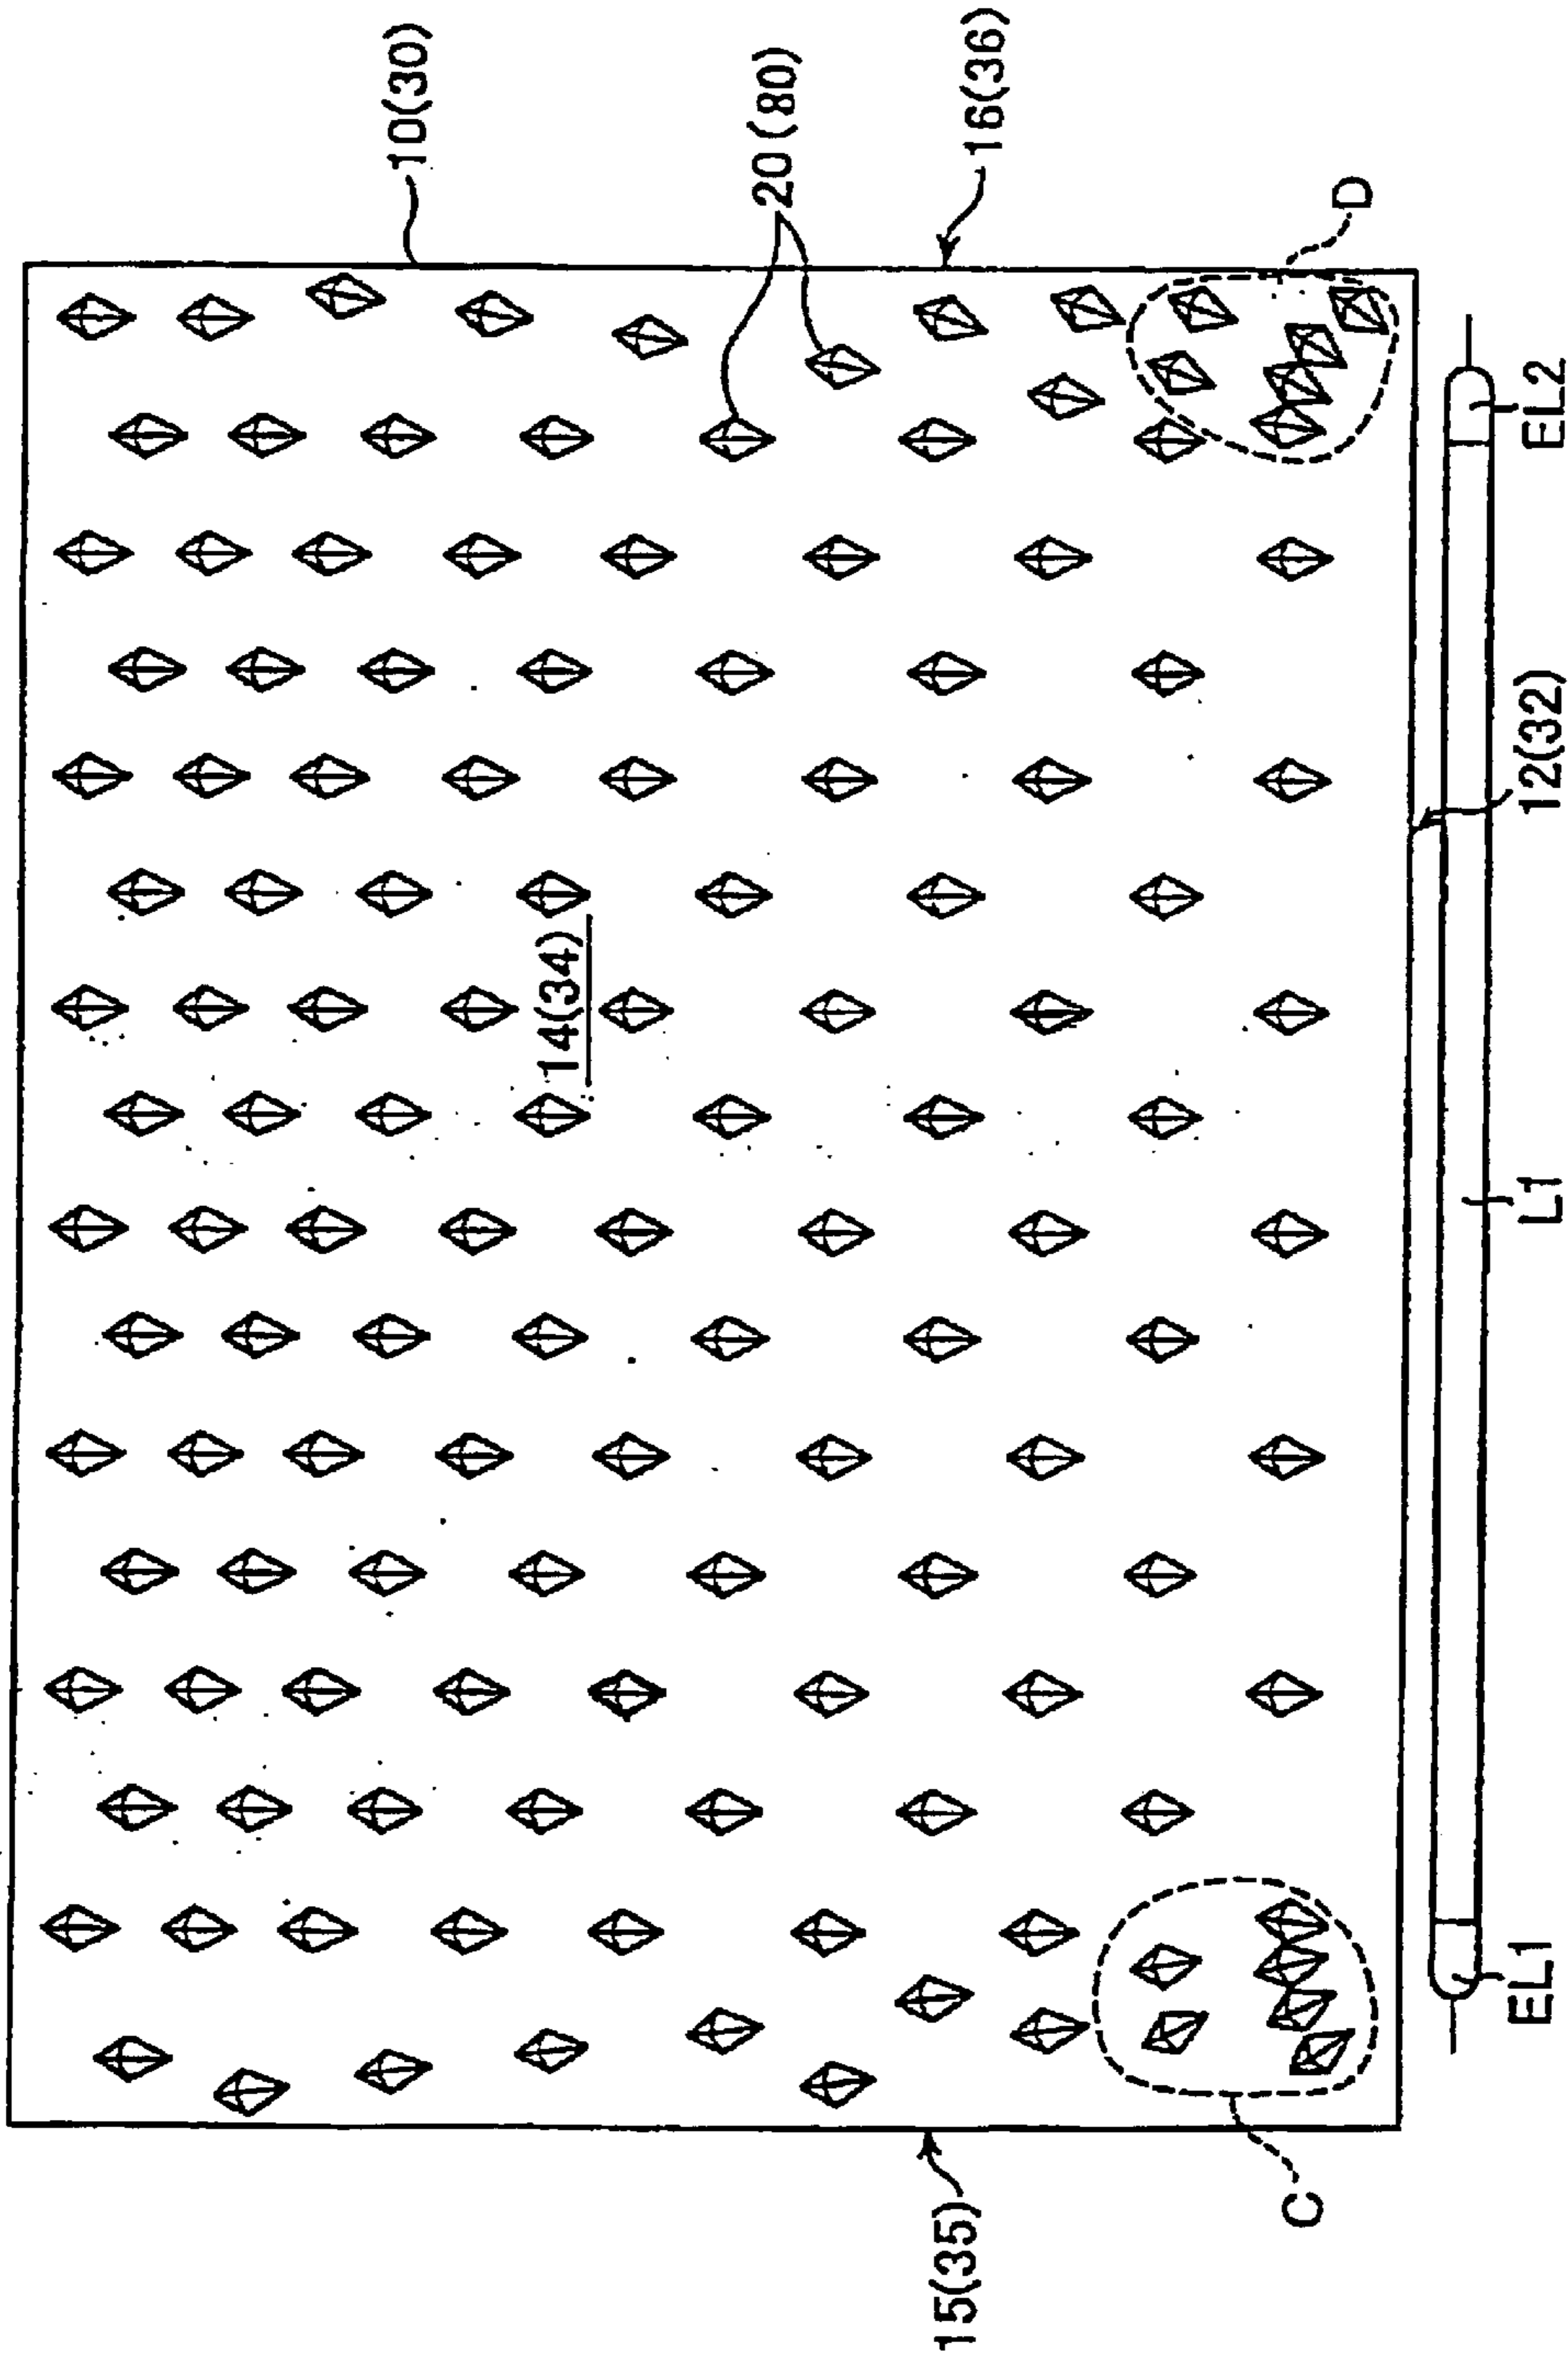 10(30)
20(80)
16(36)
D
EL2
12(32)
14(34)
L1
EL1
C
15(35)